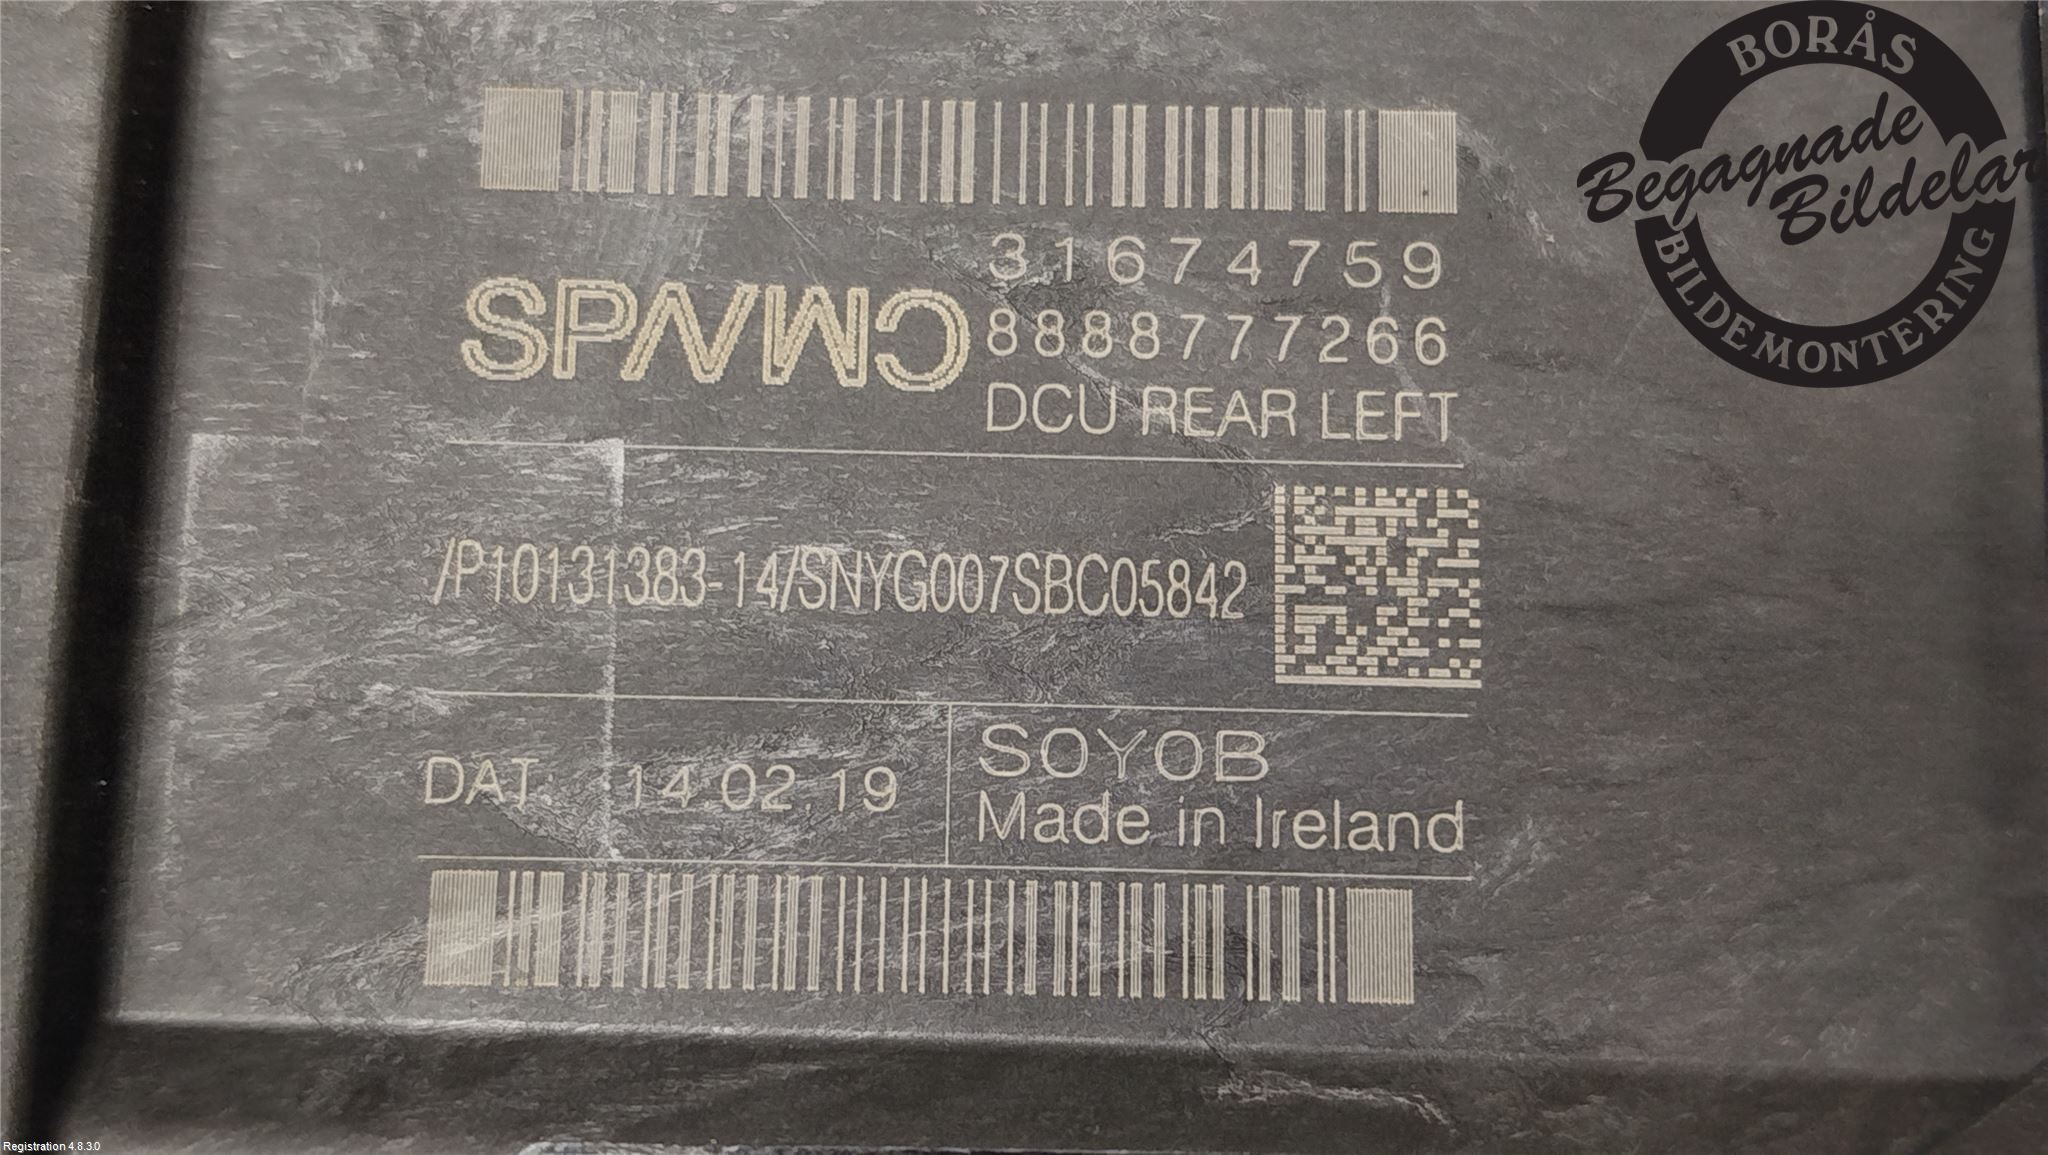 BORÅS
Begagnade
Bildelar
BILDEMONTERING
31674759
8888777266
DCU REAR LEFT
/P10131383-14/SNYG007SBC05842
DAT: 14.02.19
SOYOB
Made in Ireland
Registration 4.8.3.0